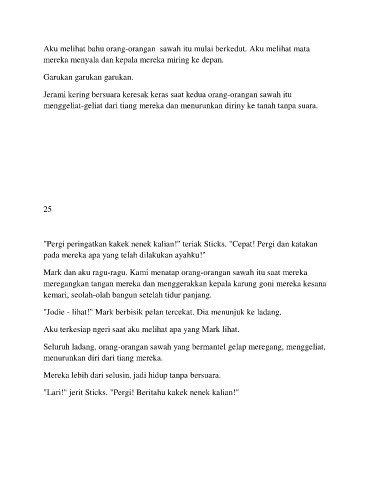 Aku melihat bahu orang-orangan  sawah itu mulai berkedut. Aku melihat mata
mereka menyala dan kepala mereka miring ke depan.
Garukan garukan garukan.
Jerami kering bersuara keresak keras saat kedua orang-orangan sawah itu
menggeliat-geliat dari tiang mereka dan menurunkan diriny ke tanah tanpa suara.
25
"Pergi peringatkan kakek nenek kalian!" teriak Sticks. "Cepat! Pergi dan katakan
pada mereka apa yang telah dilakukan ayahku!"
Mark dan aku ragu-ragu. Kami menatap orang-orangan sawah itu saat mereka
meregangkan tangan mereka dan menggerakkan kepala karung goni mereka kesana
kemari, seolah-olah bangun setelah tidur panjang.
"Jodie - lihat!" Mark berbisik pelan tercekat. Dia menunjuk ke ladang.
Aku terkesiap ngeri saat aku melihat apa yang Mark lihat.
Seluruh ladang, orang-orangan sawah yang bermantel gelap meregang, menggeliat,
menurunkan diri dari tiang mereka.
Mereka lebih dari selusin, jadi hidup tanpa bersuara.
"Lari!" jerit Sticks. "Pergi! Beritahu kakek nenek kalian!"